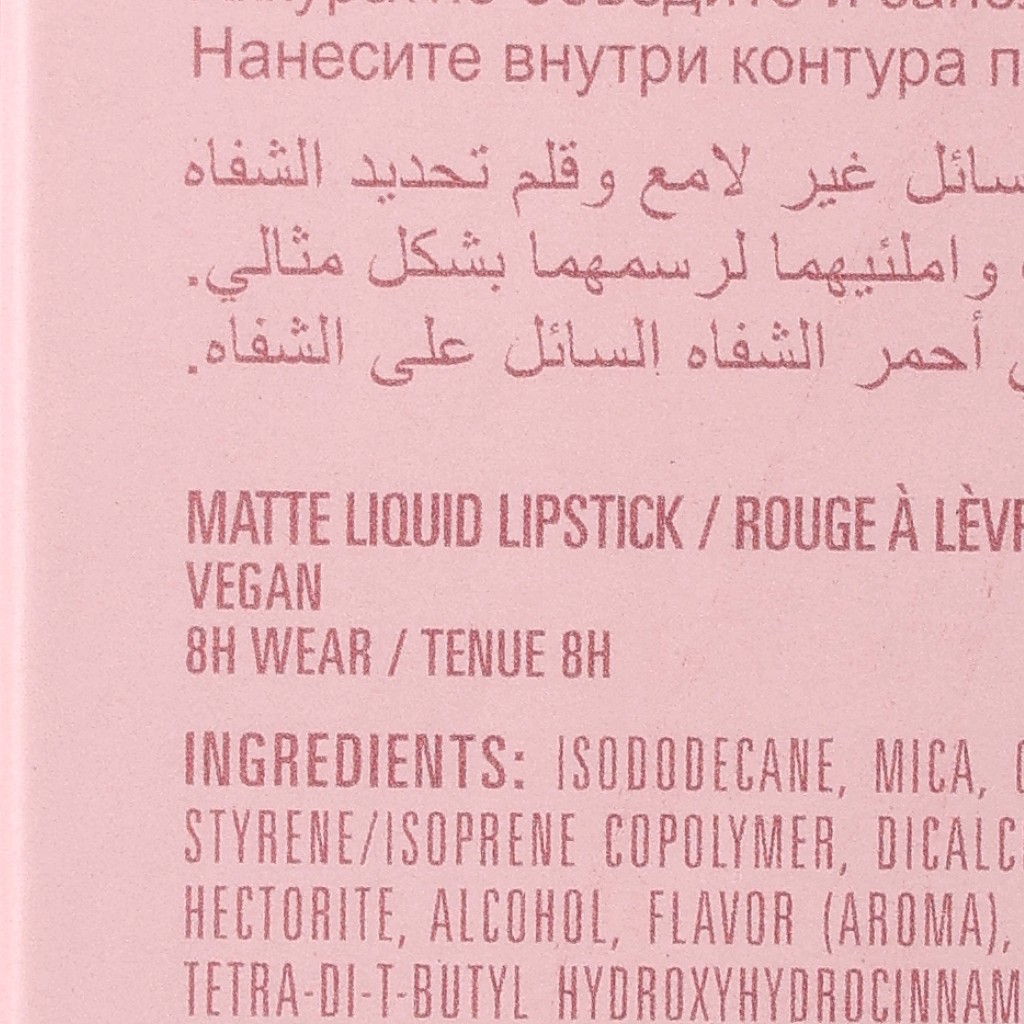 Нанесите внутри контура п
سائل غير لامع وقلم تحديد الشفاه
واملئيهما لرسمهما بشكل مثالي.
أحمر الشفاه السائل على الشفاه.
MATTE LIQUID LIPSTICK / ROUGE À LÈVR
VEGAN
8H WEAR / TENUE 8H
INGREDIENTS: ISODODECANE, MICA,
STYRENE/ISOPRENE COPOLYMER, DICALC
HECTORITE, ALCOHOL, FLAVOR (AROMA),
TETRA-DI-T-BUTYL HYDROXYHYDROCINNAM